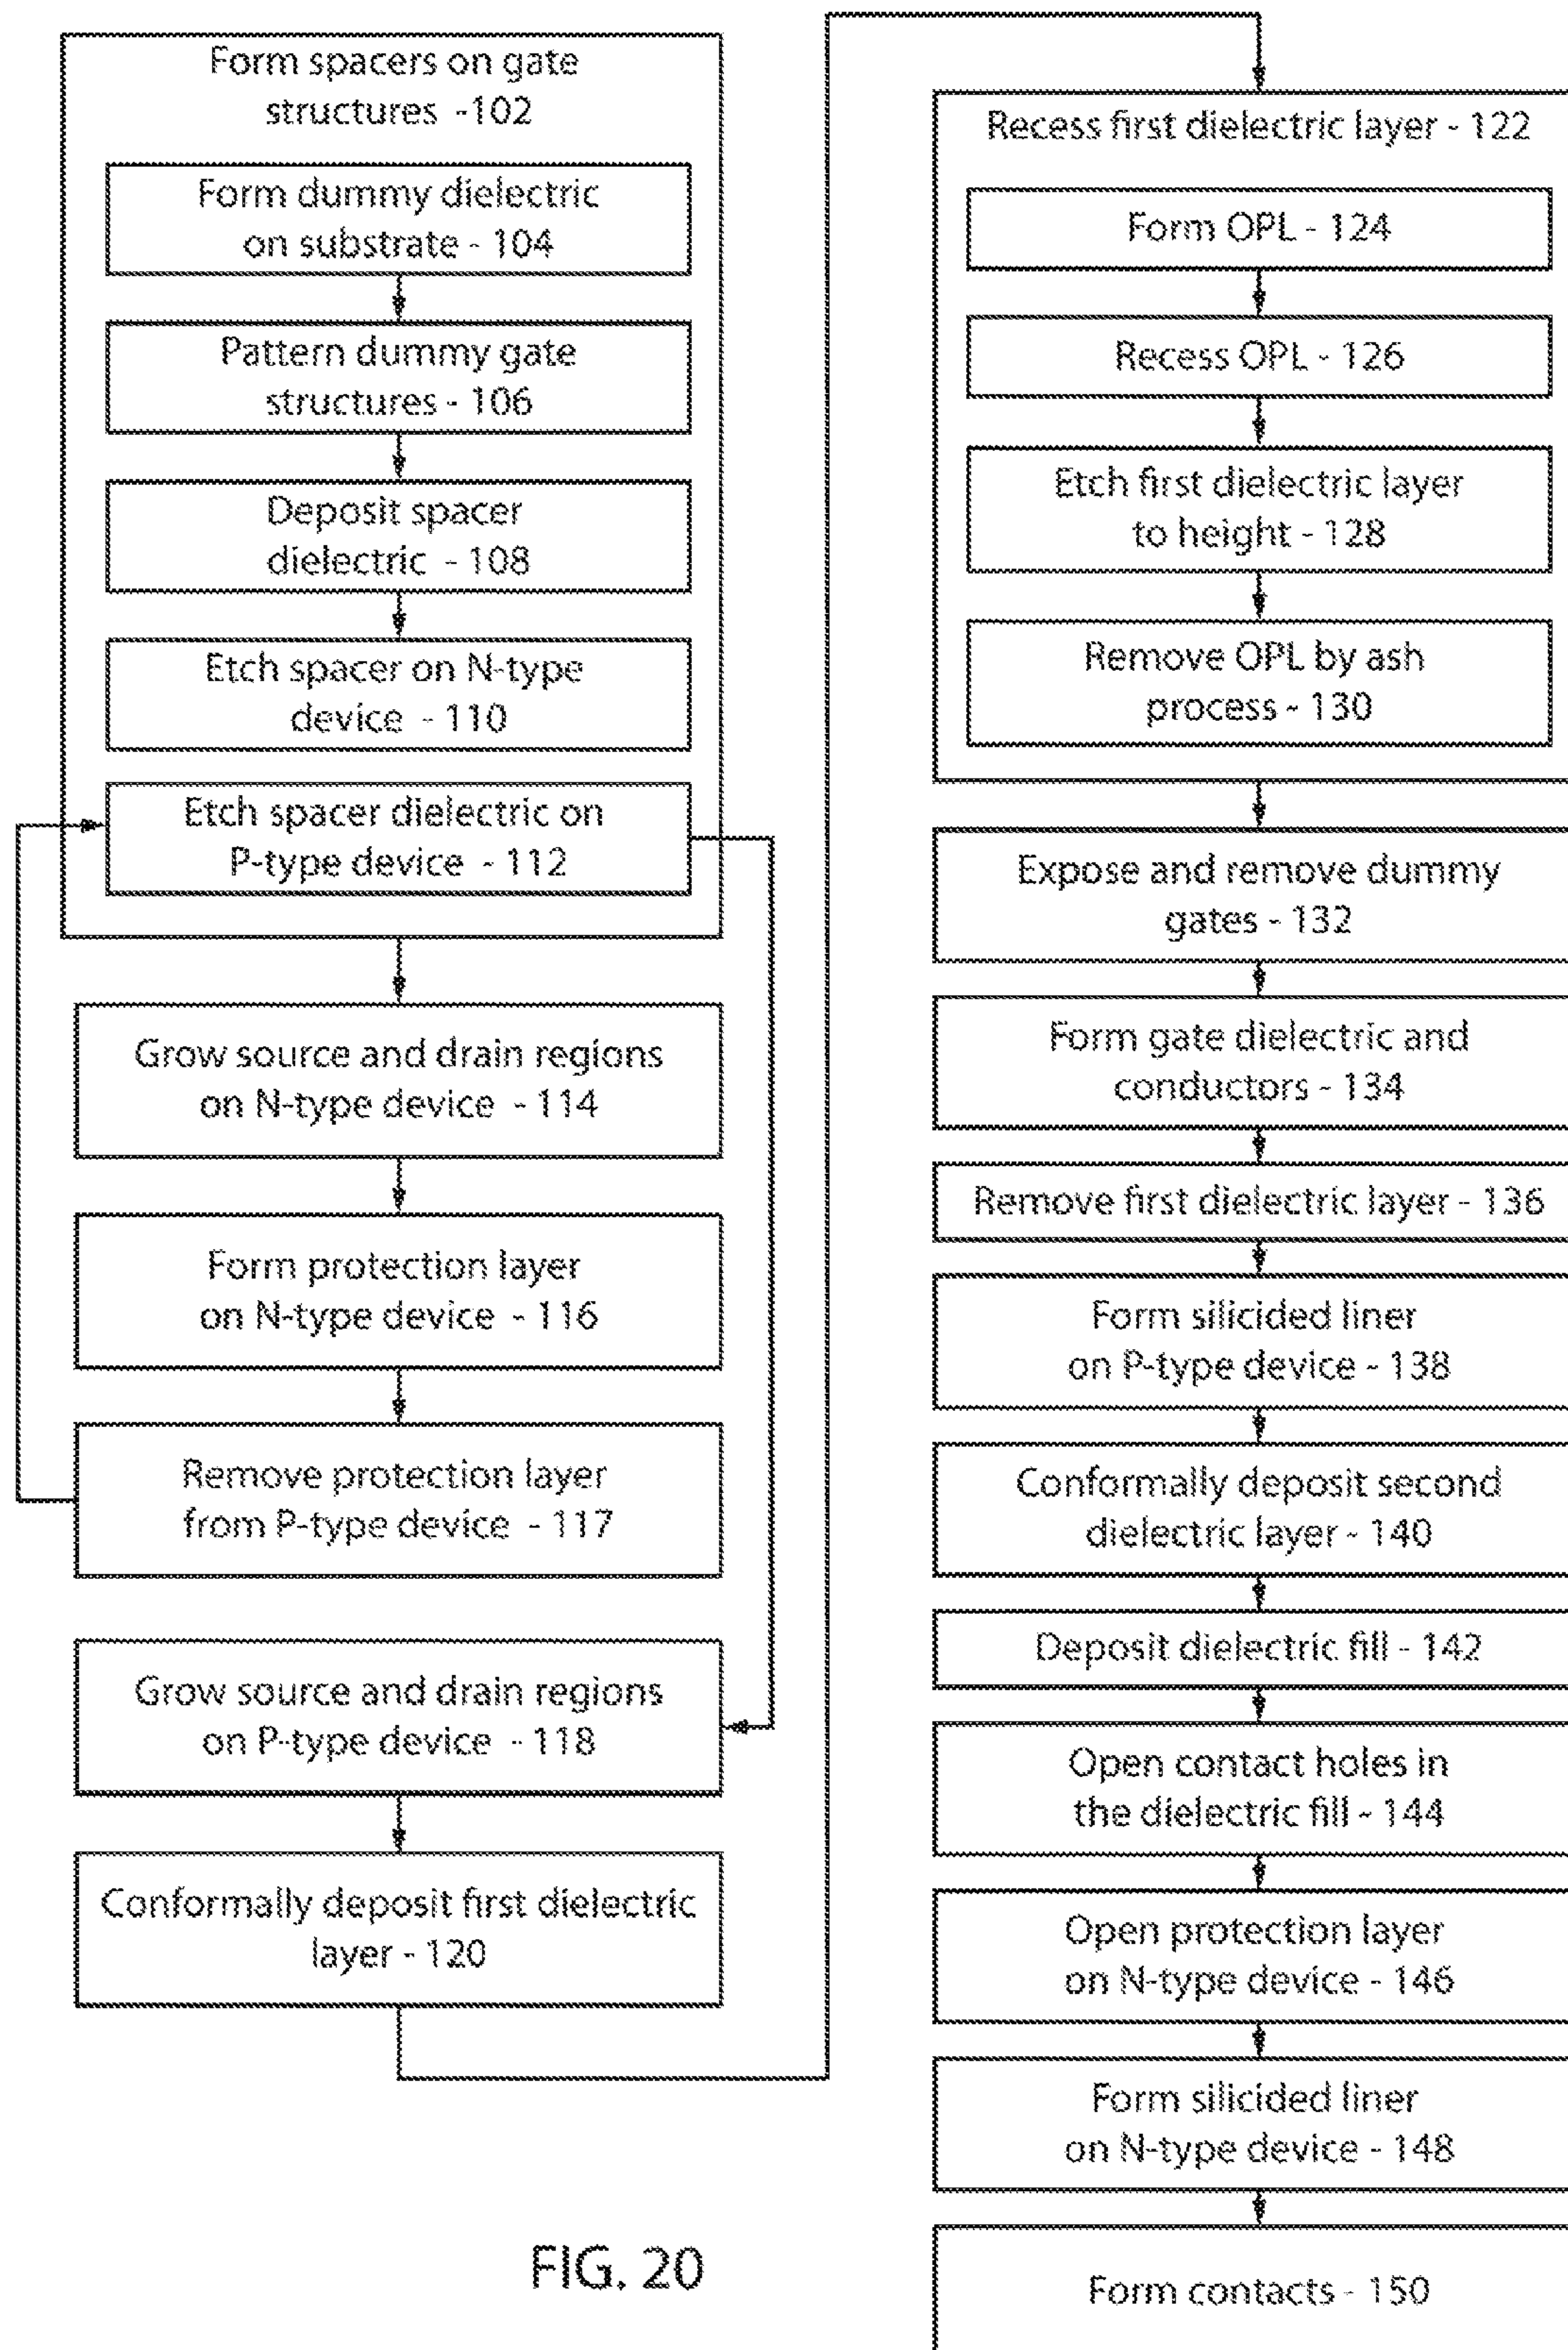 Form spacers on gate
structures -102
Form dummy dielectric
on substrate - 104
Pattern dummy gate
structures - 106
Deposit spacer
dielectric - 108
Etch spacer on N-type
device - 110
Etch spacer dielectric on
P-type device - 112
Grow source and drain regions
on N-type device - 114
Form protection layer
on N-type device - 116
Remove protection layer
from P-type device - 117
Grow source and drain regions
on P-type device - 118
Conformally deposit first dielectric
layer - 120
Recess first dielectric layer - 122
Form OPL - 124
Recess OPL - 126
Etch first dielectric layer
to height - 128
Remove OPL by ash
process - 130
Expose and remove dummy
gates - 132
Form gate dielectric and
conductors - 134
Remove first dielectric layer - 136
Form silicided liner
on P-type device - 138
Conformally deposit second
dielectric layer - 140
Deposit dielectric fill - 142
Open contact holes in
the dielectric fill - 144
Open protection layer
on N-type device - 146
Form silicided liner
on N-type device - 148
Form contacts - 150
FIG. 20